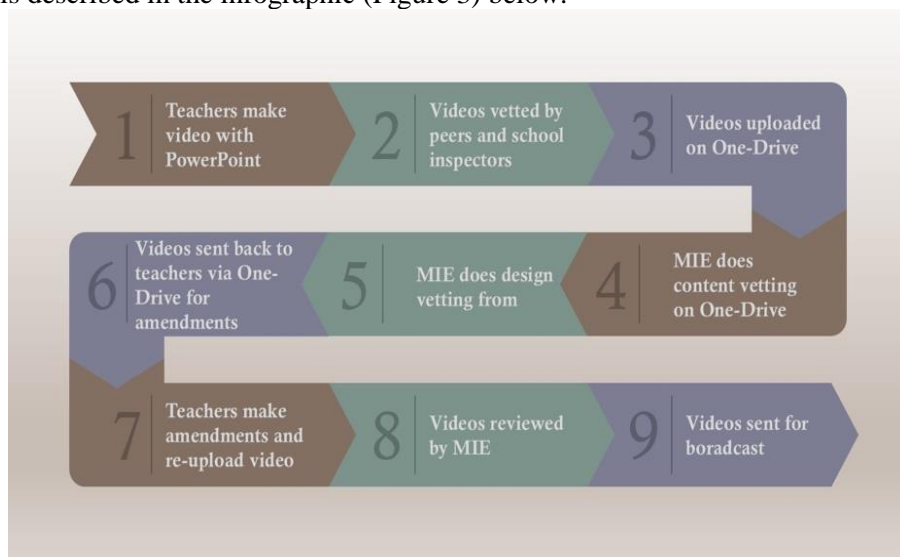 is described in the infographic (Figure 3) below.
1
Teachers make
video with
PowerPoint
2
Videos vetted by
peers and school
inspectors
3
Videos uploaded
on One-Drive
4
MIE does
content vetting
on One-Drive
5
MIE does design
vetting from
6
Videos sent back to
teachers via One-
Drive for
amendments
7
Teachers make
amendments and
re-upload video
8
Videos reviewed
by MIE
9
Videos sent for
boradcast